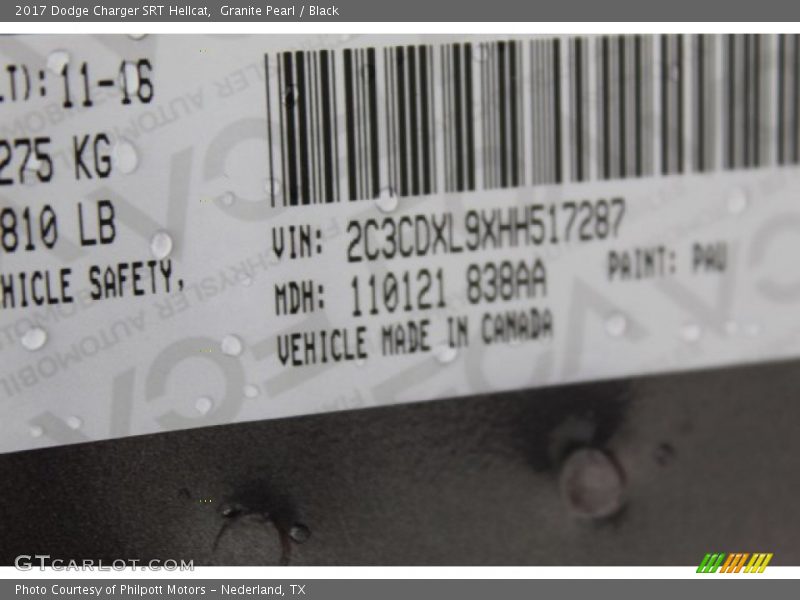 2017 Dodge Charger SRT Hellcat, Granite Pearl / Black
LT): 11-16
275 KG
810 LB
HICLE SAFETY,
VIN: 2C3CDXL9XHH517287
MDH: 110121 838AA
PAINT: PAU
VEHICLE MADE IN CANADA
GTCARLOT.COM
Photo Courtesy of Philpott Motors - Nederland, TX